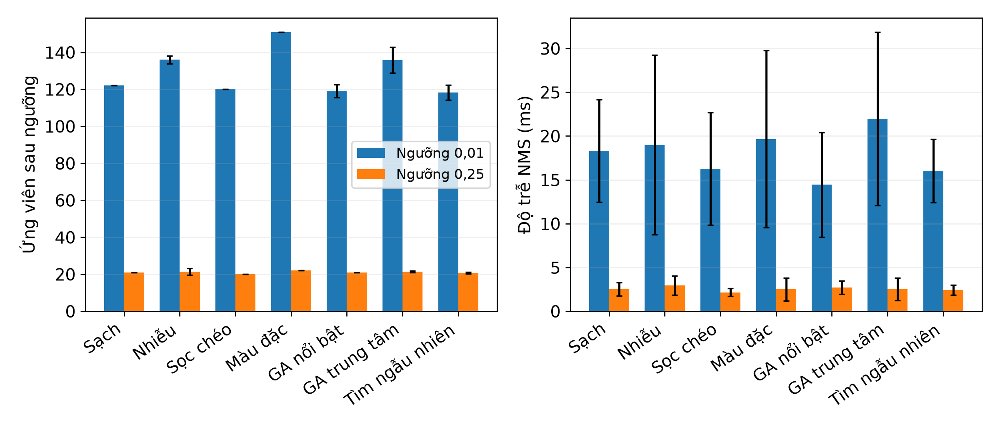 Ứng viên sau ngưỡng
140
120
100
80
60
40
20
0
Ngưỡng 0,01
Ngưỡng 0,25
Sạch
Nhiễu
Sọc chéo
Màu đặc
GA nổi bật
GA trung tâm
Tìm ngẫu nhiên
Độ trễ NMS (ms)
30
25
20
15
10
5
0
Sạch
Nhiễu
Sọc chéo
Màu đặc
GA nổi bật
GA trung tâm
Tìm ngẫu nhiên